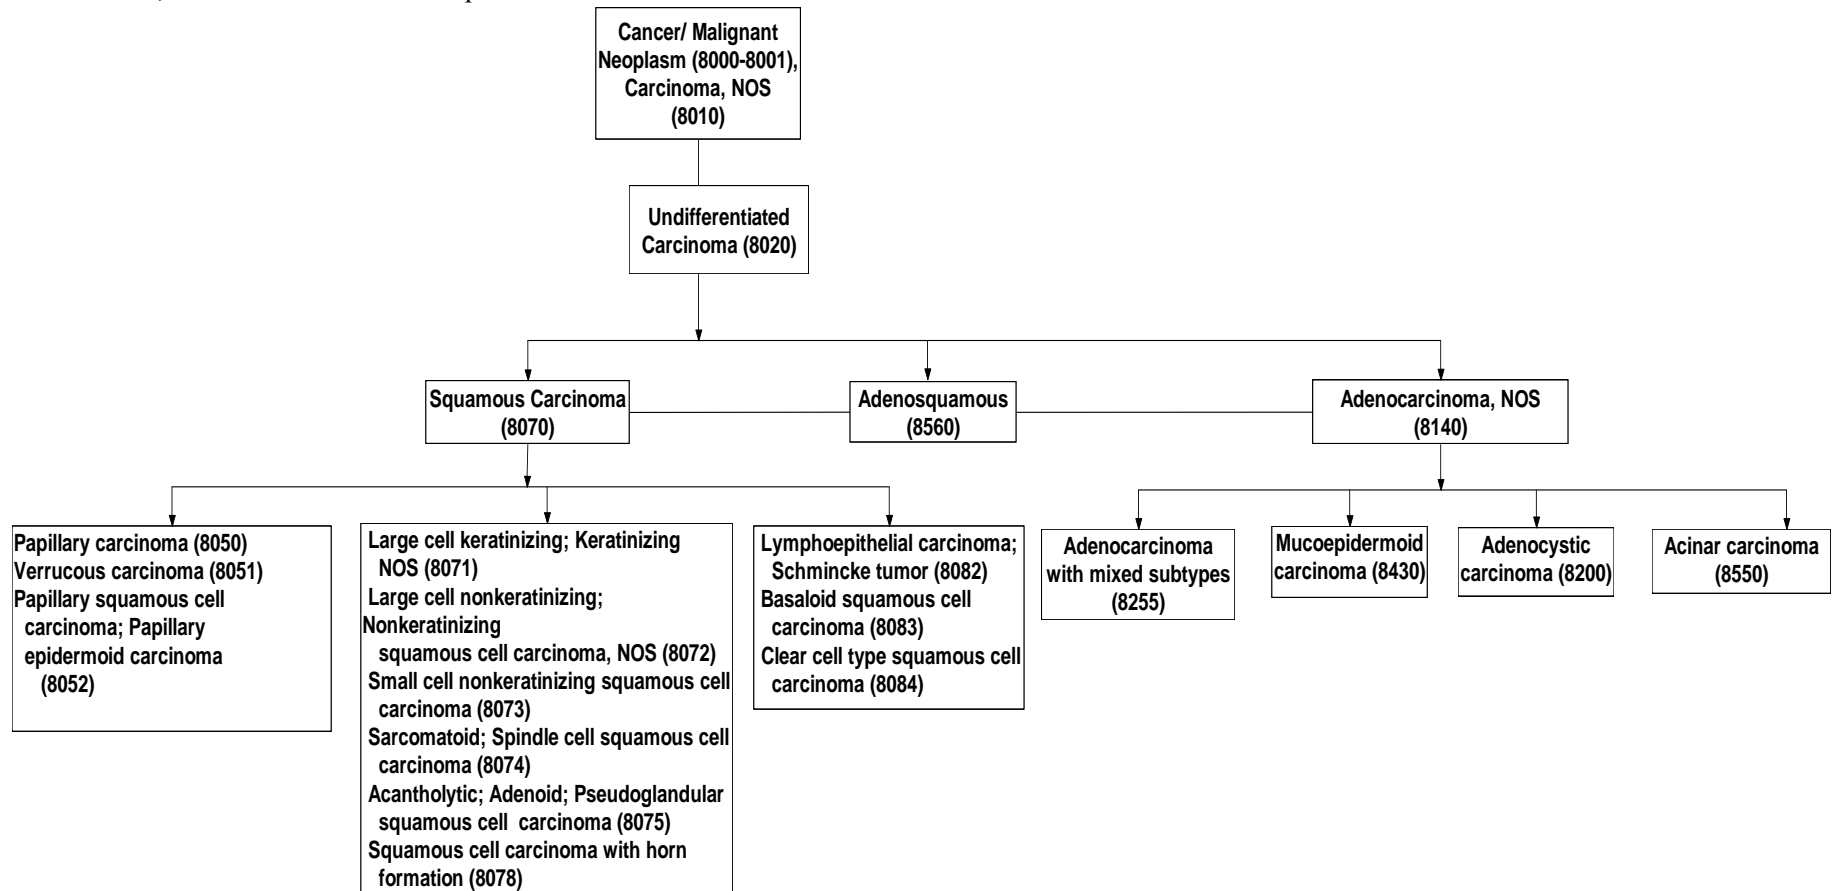 Cancer/ Malignant
Neoplasm (8000-8001),
Carcinoma, NOS
(8010)
Undifferentiated
Carcinoma (8020)
Squamous Carcinoma
(8070)
Adenosquamous
(8560)
Adenocarcinoma, NOS
(8140)
Papillary carcinoma (8050)
Verrucous carcinoma (8051)
Papillary squamous cell
carcinoma; Papillary
epidermoid carcinoma
(8052)
Large cell keratinizing; Keratinizing
NOS (8071)
Large cell nonkeratinizing;
Nonkeratinizing
squamous cell carcinoma, NOS (8072)
Small cell nonkeratinizing squamous cell
carcinoma (8073)
Sarcomatoid; Spindle cell squamous cell
carcinoma (8074)
Acantholytic; Adenoid; Pseudoglandular
squamous cell carcinoma (8075)
Squamous cell carcinoma with horn
formation (8078)
Lymphoepithelial carcinoma;
Schmincke tumor (8082)
Basaloid squamous cell
carcinoma (8083)
Clear cell type squamous cell
carcinoma (8084)
Adenocarcinoma
with mixed subtypes
(8255)
Mucoepidermoid
carcinoma (8430)
Adenocystic
carcinoma (8200)
Acinar carcinoma
(8550)